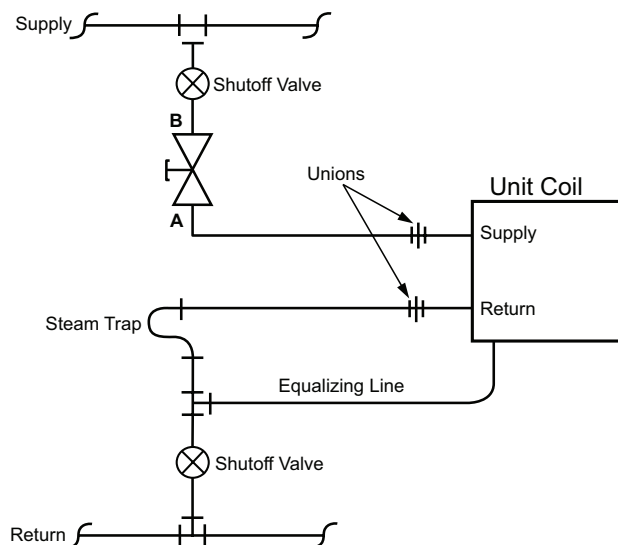 Supply
Shutoff Valve
B
Unions
Unit Coil
A
Supply
Return
Steam Trap
Equalizing Line
Shutoff Valve
Return